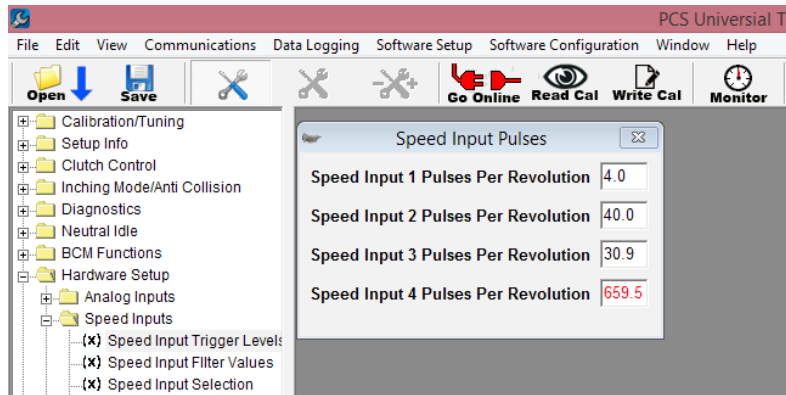 PCS Universial T
File Edit View Communications Data Logging Software Setup Software Configuration Window Help
Open Save Go Online Read Cal Write Cal Monitor
Calibration/Tuning
Setup Info
Clutch Control
Inching Mode/Anti Collision
Diagnostics
Neutral Idle
BCM Functions
Hardware Setup
Analog Inputs
Speed Inputs
(x) Speed Input Trigger Levels
(x) Speed Input FIlter Values
(x) Speed Input Selection
Speed Input Pulses
Speed Input 1 Pulses Per Revolution 4.0
Speed Input 2 Pulses Per Revolution 40.0
Speed Input 3 Pulses Per Revolution 30.9
Speed Input 4 Pulses Per Revolution 659.5